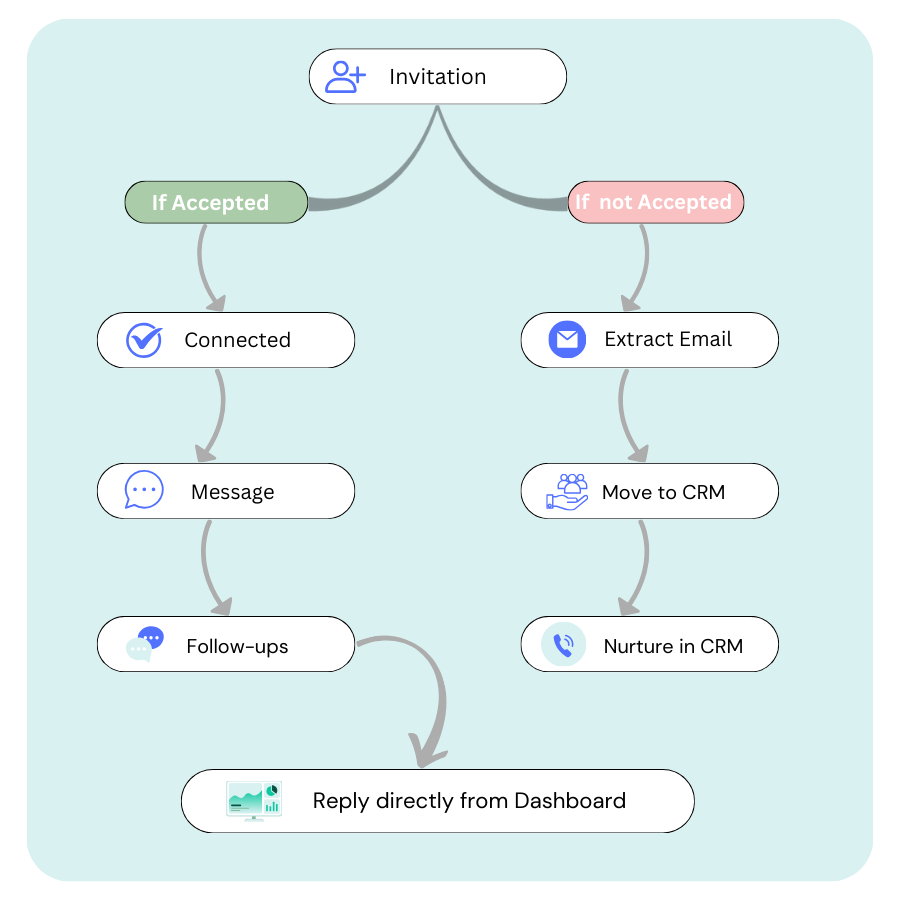 Invitation
If Accepted
If not Accepted
Connected
Extract Email
Message
Move to CRM
Follow-ups
Nurture in CRM
Reply directly from Dashboard